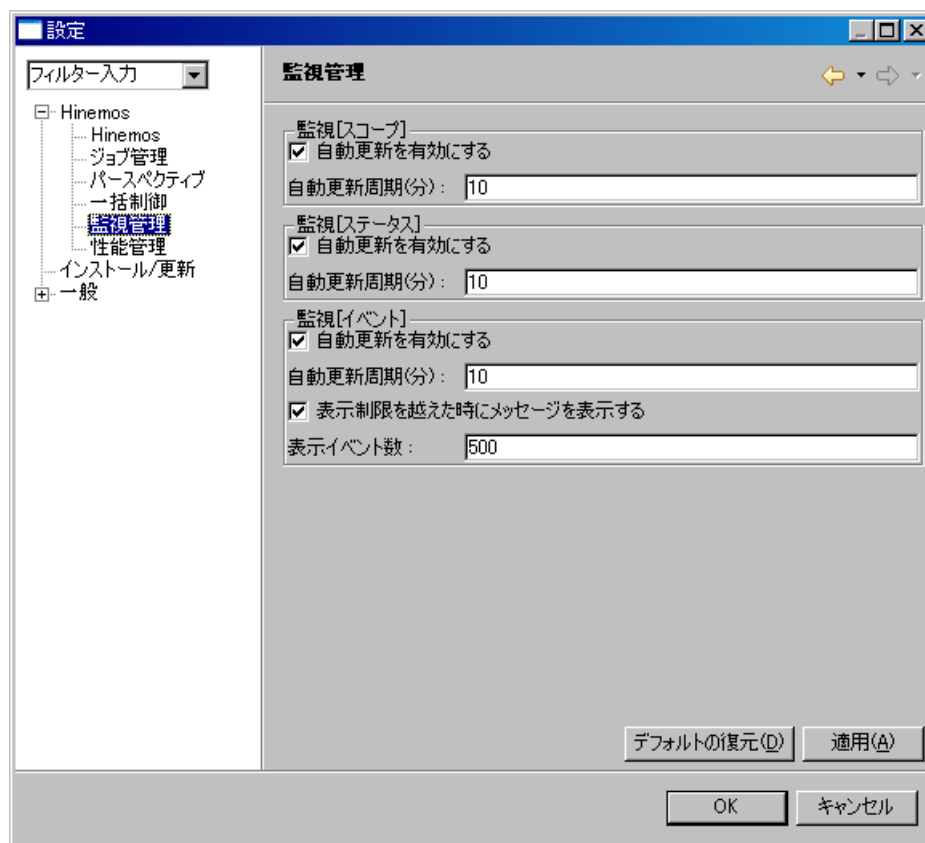 設定
フィルター入力
監視管理
Hinemos
Hinemos
ジョブ管理
パースペクティブ
一括制御
監視管理
性能管理
インストール/更新
一般
監視[スコープ]
自動更新を有効にする
自動更新周期(分)： 10
監視[ステータス]
自動更新を有効にする
自動更新周期(分)： 10
監視[イベント]
自動更新を有効にする
自動更新周期(分)： 10
表示制限を越えた時にメッセージを表示する
表示イベント数： 500
デフォルトの復元(D) 適用(A)
OK キャンセル